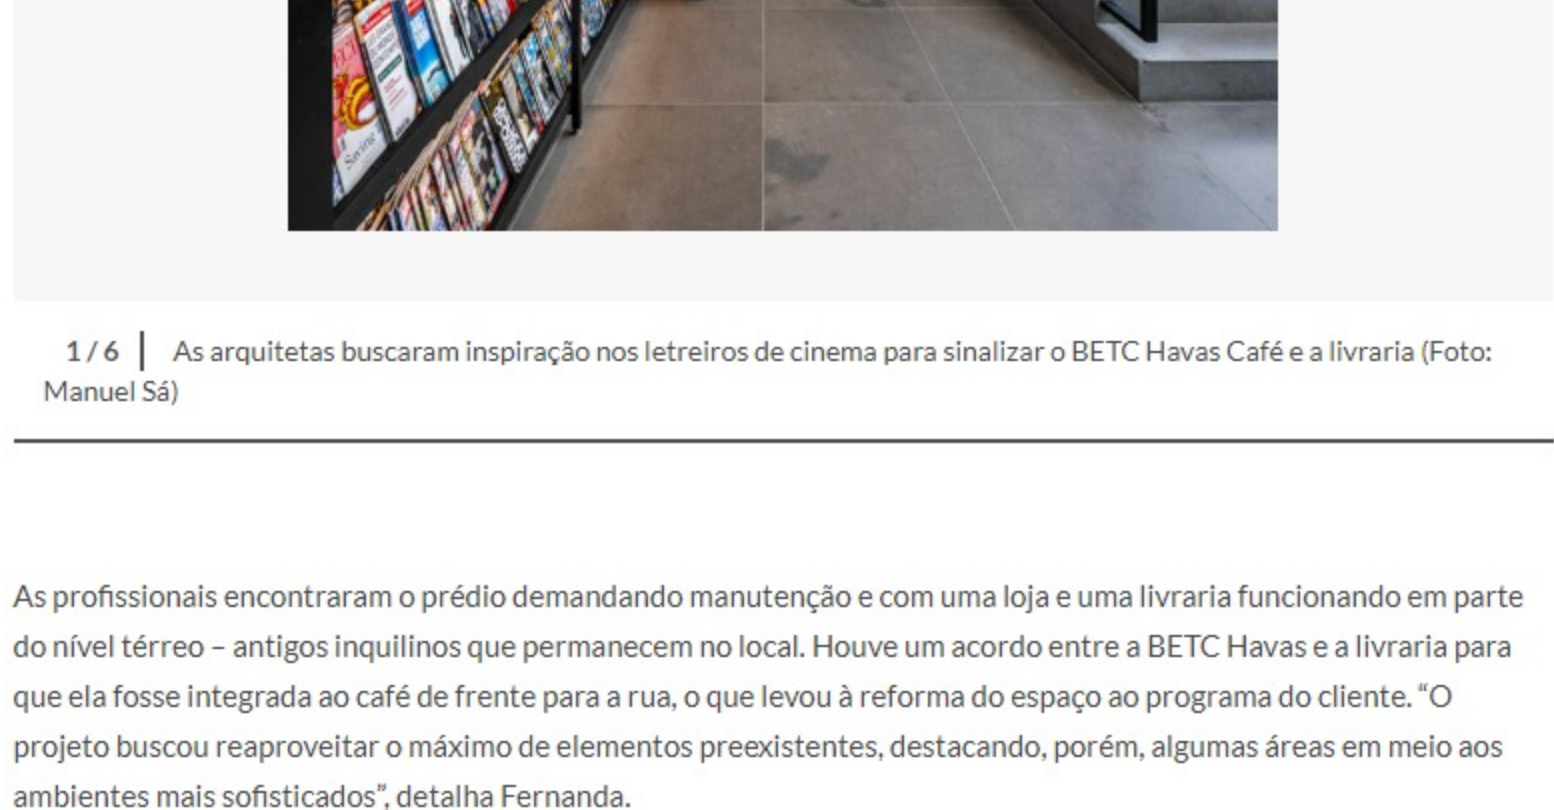 Saving
1 / 6 | As arquitetas buscaram inspiração nos letreiros de cinema para sinalizar o BETC Havas Café e a livraria (Foto:
Manuel Sá)
As profissionais encontraram o prédio demandando manutenção e com uma loja e uma livraria funcionando em parte
do nível térreo – antigos inquilinos que permanecem no local. Houve um acordo entre a BETC Havas e a livraria para
que ela fosse integrada ao café de frente para a rua, o que levou à reforma do espaço ao programa do cliente. “O
projeto buscou reaproveitar o máximo de elementos preexistentes, destacando, porém, algumas áreas em meio aos
ambientes mais sofisticados”, detalha Fernanda.